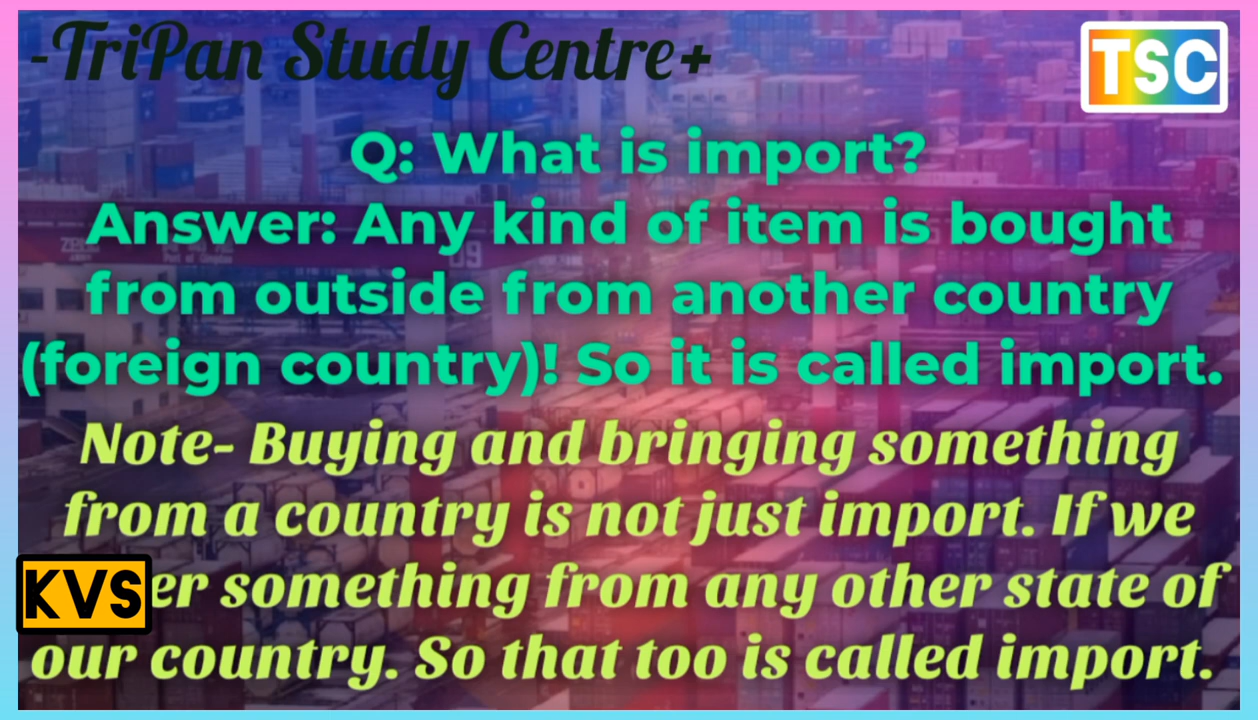 -TriPan Study Centre+
TSC
Q: What is import?
Answer: Any kind of item is bought
from outside from another country
(foreign country)! So it is called import.
Note- Buying and bringing something
from a country is not just import. If we
KVS
something from any other state of
our country. So that too is called import.